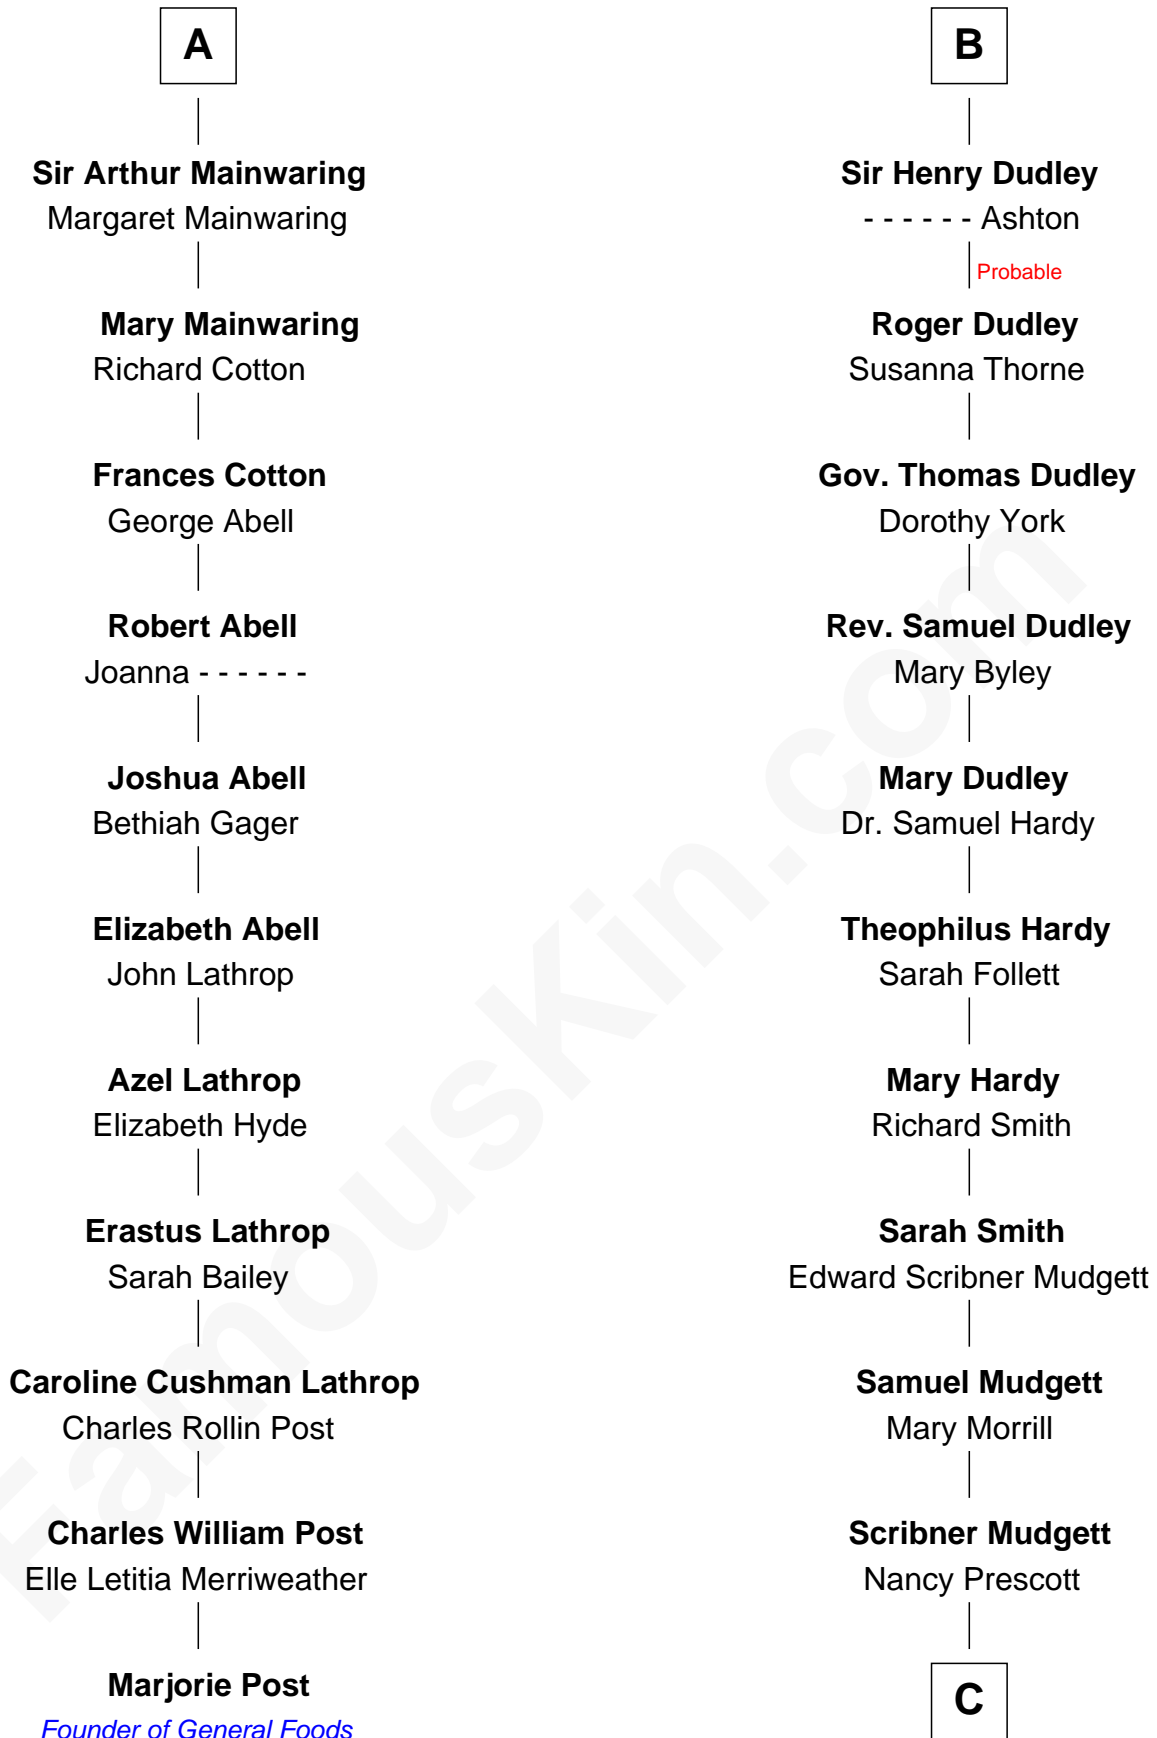 A
Sir Arthur Mainwaring
Margaret Mainwaring
Mary Mainwaring
Richard Cotton
Frances Cotton
George Abell
Robert Abell
Joanna - - - - - -
Joshua Abell
Bethiah Gager
Elizabeth Abell
John Lathrop
Azel Lathrop
Elizabeth Hyde
Erastus Lathrop
Sarah Bailey
Caroline Cushman Lathrop
Charles Rollin Post
Charles William Post
Elle Letitia Merriweather
Marjorie Post
Founder of General Foods
B
Sir Henry Dudley
- - - - - - Ashton
Probable
Roger Dudley
Susanna Thorne
Gov. Thomas Dudley
Dorothy York
Rev. Samuel Dudley
Mary Byley
Mary Dudley
Dr. Samuel Hardy
Theophilus Hardy
Sarah Follett
Mary Hardy
Richard Smith
Sarah Smith
Edward Scribner Mudgett
Samuel Mudgett
Mary Morrill
Scribner Mudgett
Nancy Prescott
C
FamousKin.com